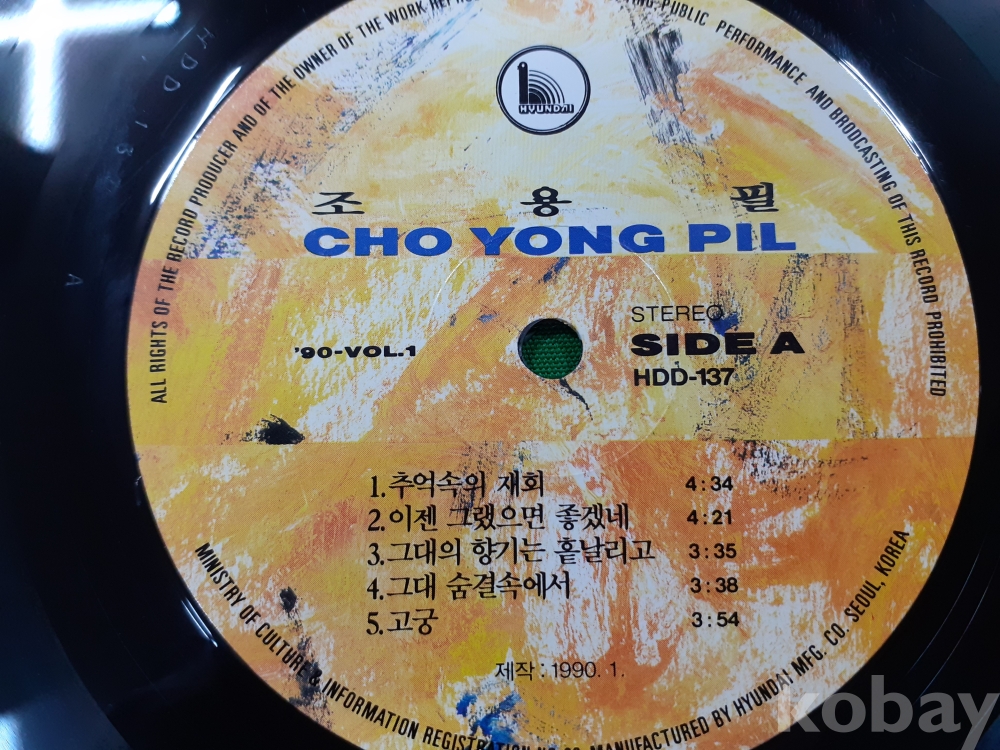 HDD 13
A
ALL RIGHTS OF THE RECORD PRODUCER AND OF THE OWNER OF THE WORK
PUBLIC PERFORMANCE AND BRODCASTING OF THIS RECORD PROHIBITED
HYUNDAI
조 용 필
CHO YONG PIL
STEREO
'90-VOL.1
SIDE A
HDD-137
1.추억속의 재회 4:34
2.이젠 그랬으면 좋겠네 4:21
3.그대의 향기는 흩날리고 3:35
4.그대 숨결속에서 3:38
5.고궁 3:54
제작:1990.1.
MINISTRY OF CULTURE & INFORMATION REGISTRATION
MANUFACTURED BY HYUNDAI MFG. CO. SEOUL, KOREA
kobay